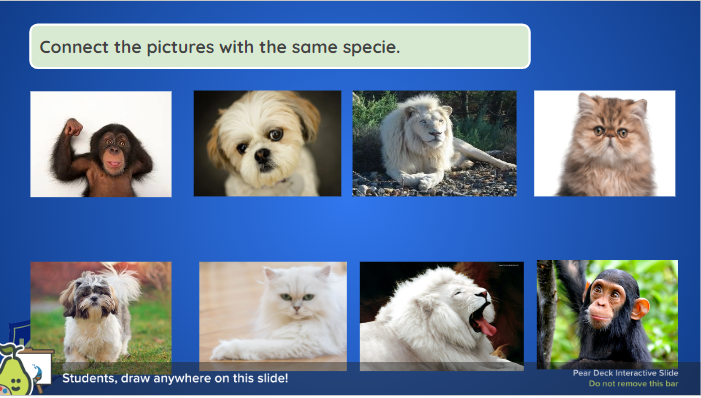 Connect the pictures with the same specie.
Students, draw anywhere on this slide!
Pear Deck Interactive Slide
Do not remove this bar